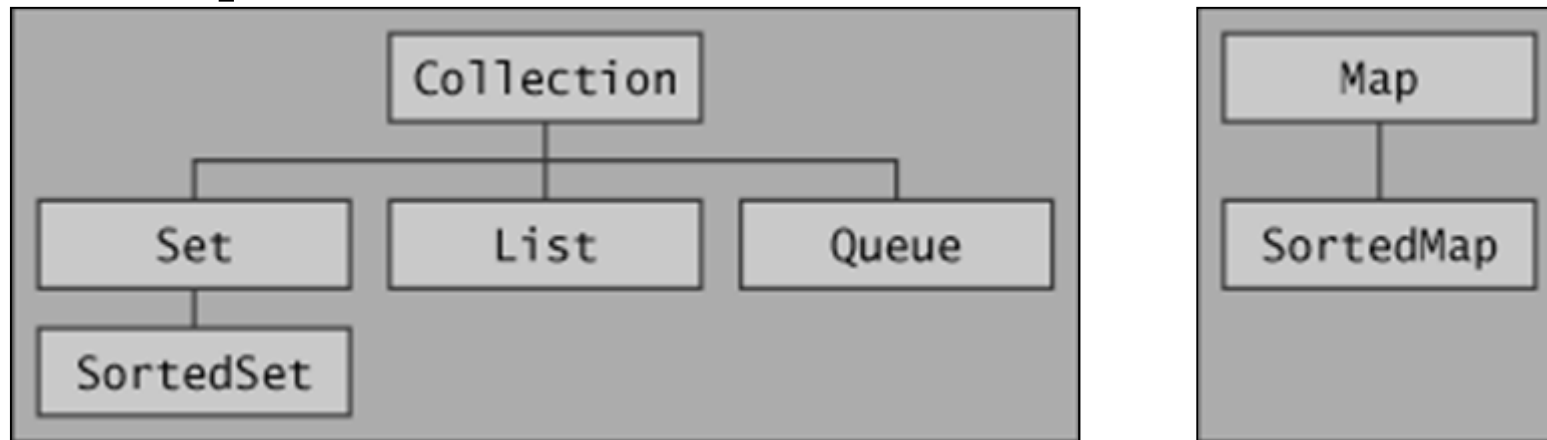 Collection
Set
List
Queue
SortedSet
Map
SortedMap